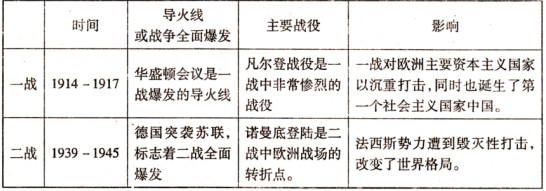 时间
导火线
或战争全面爆发
主要战役
影响
一战
1914－1917
华盛顿会议是一
战爆发的导火线
凡尔登战役是一
战中非常惨烈的
战役
一战对欧洲主要资本主义国家
以沉重打击，同时也诞生了第
一个社会主义国家中国。
二战
1939－1945
德国突袭苏联，
标志着二战全面
爆发
诺曼底登陆是二
战中欧洲战场的
转折点。
法西斯势力遭到毁灭性打击，
改变了世界格局。